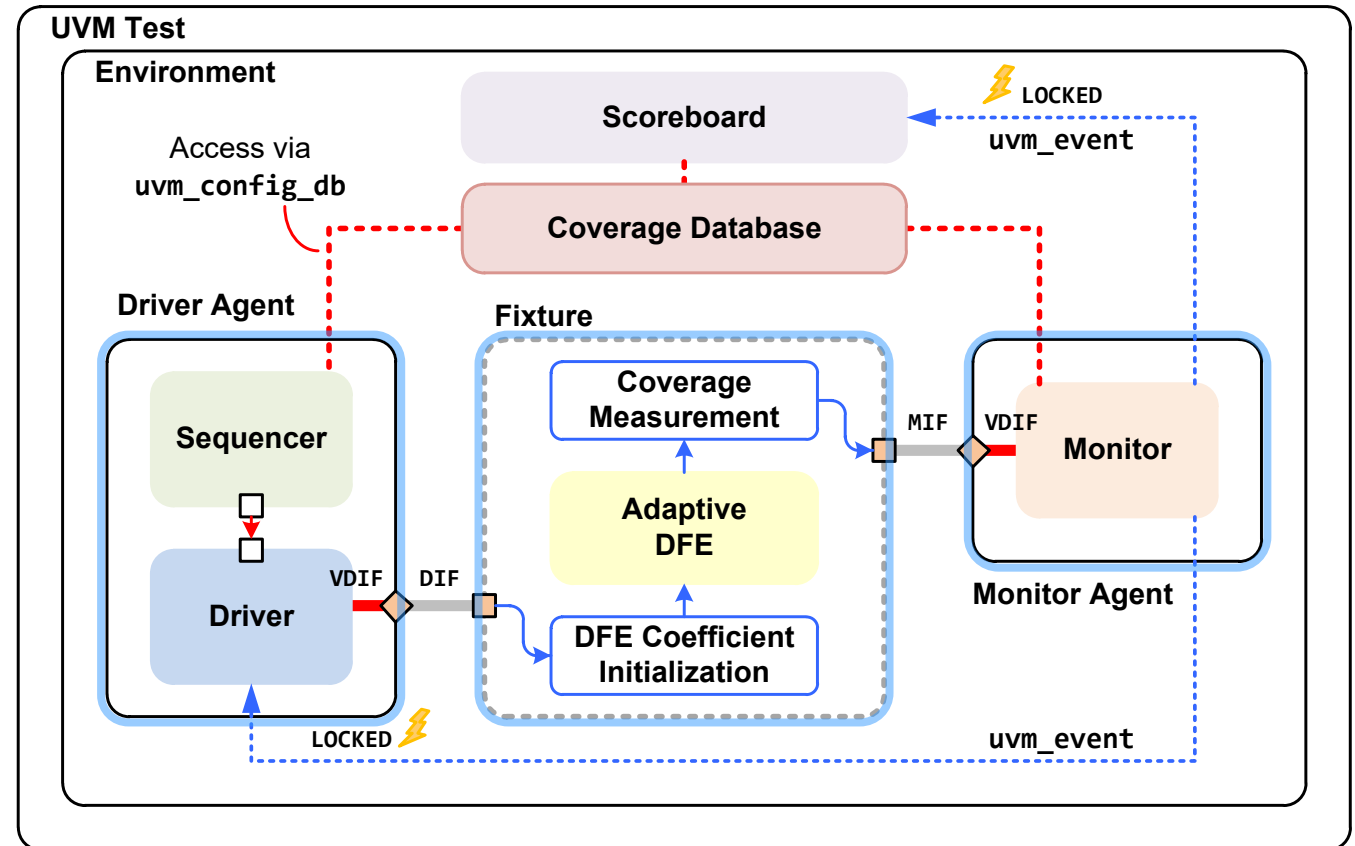 UVM Test
Environment
Scoreboard
LOCKED
uvm_event
Access via
uvm_config_db
Coverage Database
Driver Agent
Fixture
Coverage
Measurement
Sequencer
MIF
VDIF
Monitor
Adaptive
DFE
VDIF
DIF
Driver
Monitor Agent
DFE Coefficient
Initialization
LOCKED
uvm_event